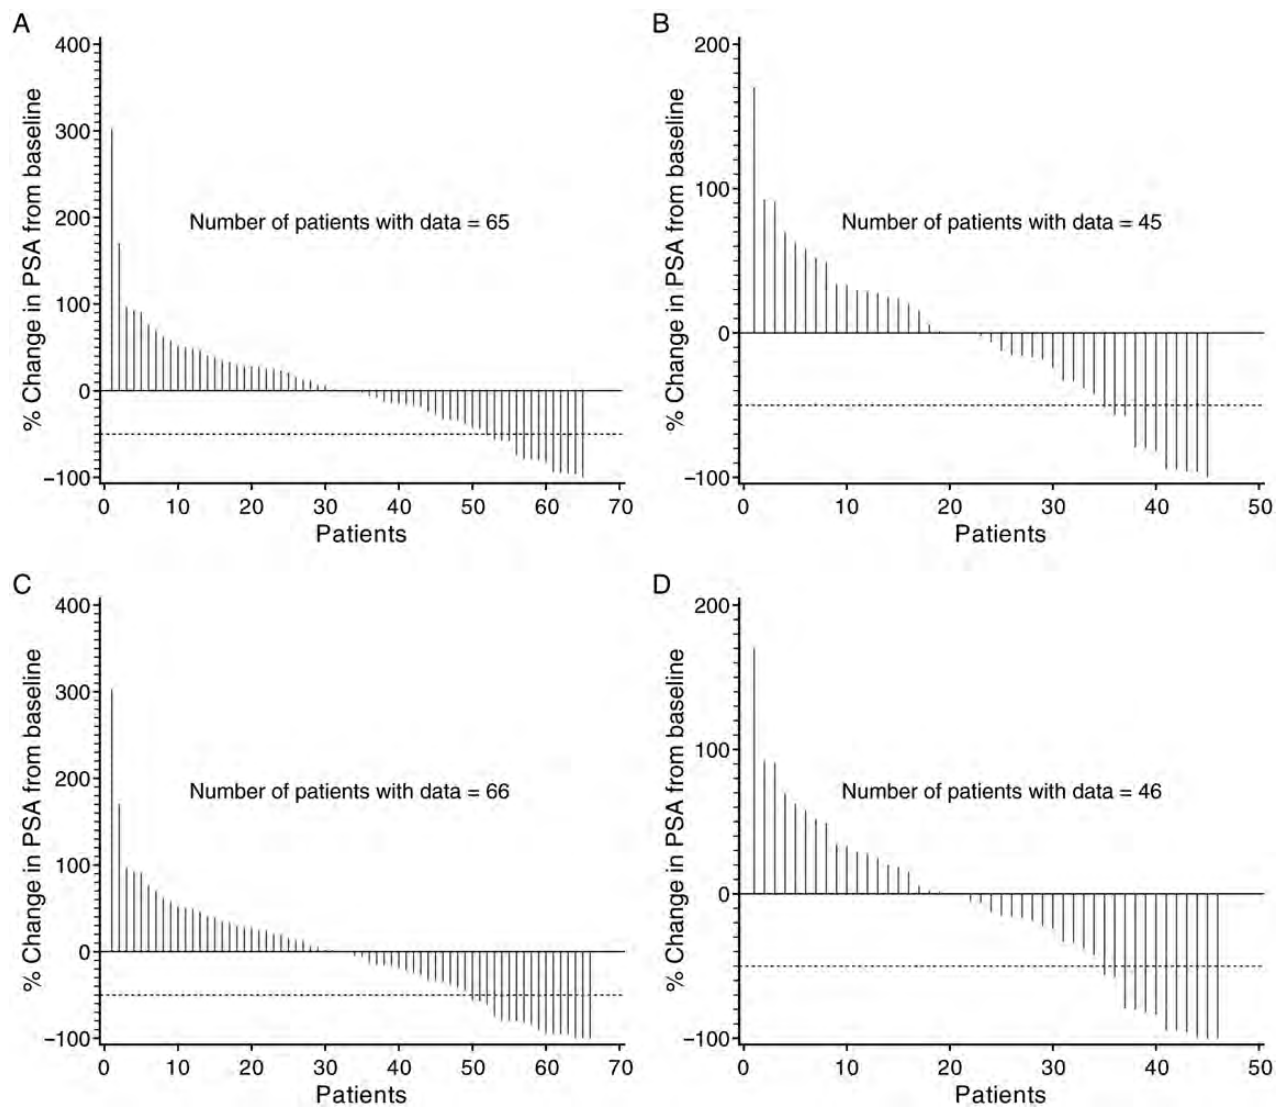 A
% Change in PSA from baseline
400
300
200
100
0
−100
Number of patients with data = 65
0 10 20 30 40 50 60 70
Patients
B
% Change in PSA from baseline
200
100
0
−100
Number of patients with data = 45
0 10 20 30 40 50
Patients
C
% Change in PSA from baseline
400
300
200
100
0
−100
Number of patients with data = 66
0 10 20 30 40 50 60 70
Patients
D
% Change in PSA from baseline
200
100
0
−100
Number of patients with data = 46
0 10 20 30 40 50
Patients